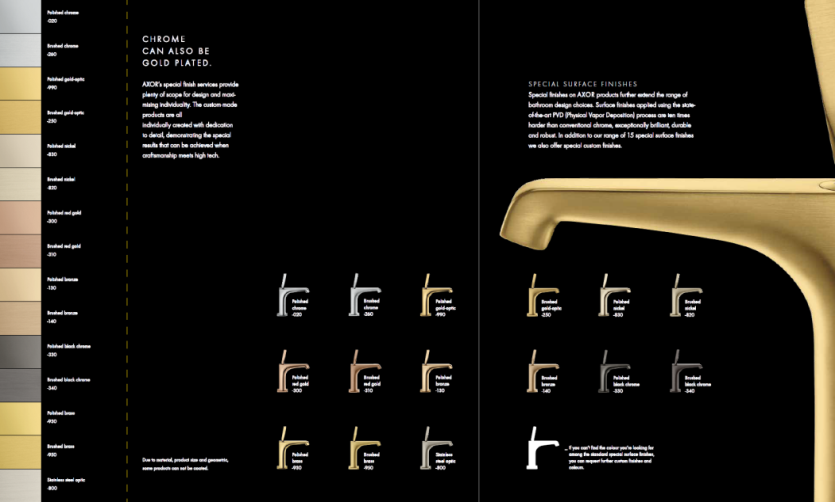 Polished chrome
-020
Brushed chrome
-260
Polished gold-optic
-990
Brushed gold-optic
-250
Polished nickel
-830
Brushed nickel
-820
Polished red gold
-300
Brushed red gold
-310
Polished bronze
-130
Brushed bronze
-140
Polished black chrome
-330
Brushed black chrome
-340
Polished brass
-930
Brushed brass
-950
Stainless steel optic
-800
CHROME
CAN ALSO BE
GOLD PLATED.
AXOR's special finish services provide
plenty of scope for design and maxi-
mising individuality. The custom-made
products are all
individually created with dedication
to detail, demonstrating the special
results that can be achieved when
craftsmanship meets high tech.
SPECIAL SURFACE FINISHES
Special finishes on AXOR products further extend the range of
bathroom design choices. Surface finishes applied using the state-
of-the-art PVD (Physical Vapor Deposition) process are ten times
harder than conventional chrome, exceptionally brilliant, durable
and robust. In addition to our range of 15 special surface finishes
we also offer special custom finishes.
Polished
chrome
-020
Brushed
chrome
-260
Polished
gold-optic
-990
Brushed
gold-optic
-250
Polished
nickel
-830
Brushed
nickel
-820
Polished
red gold
-300
Brushed
red gold
-310
Polished
bronze
-130
Brushed
bronze
-140
Polished
black chrome
-330
Brushed
black chrome
-340
Polished
brass
-930
Brushed
brass
-950
Stainless
steel optic
-800
Due to material, product size and geometric,
some products can not be coated.
If you can't find the colour you're looking for
among the standard special surface finishes,
you can request further custom finishes and
colours.